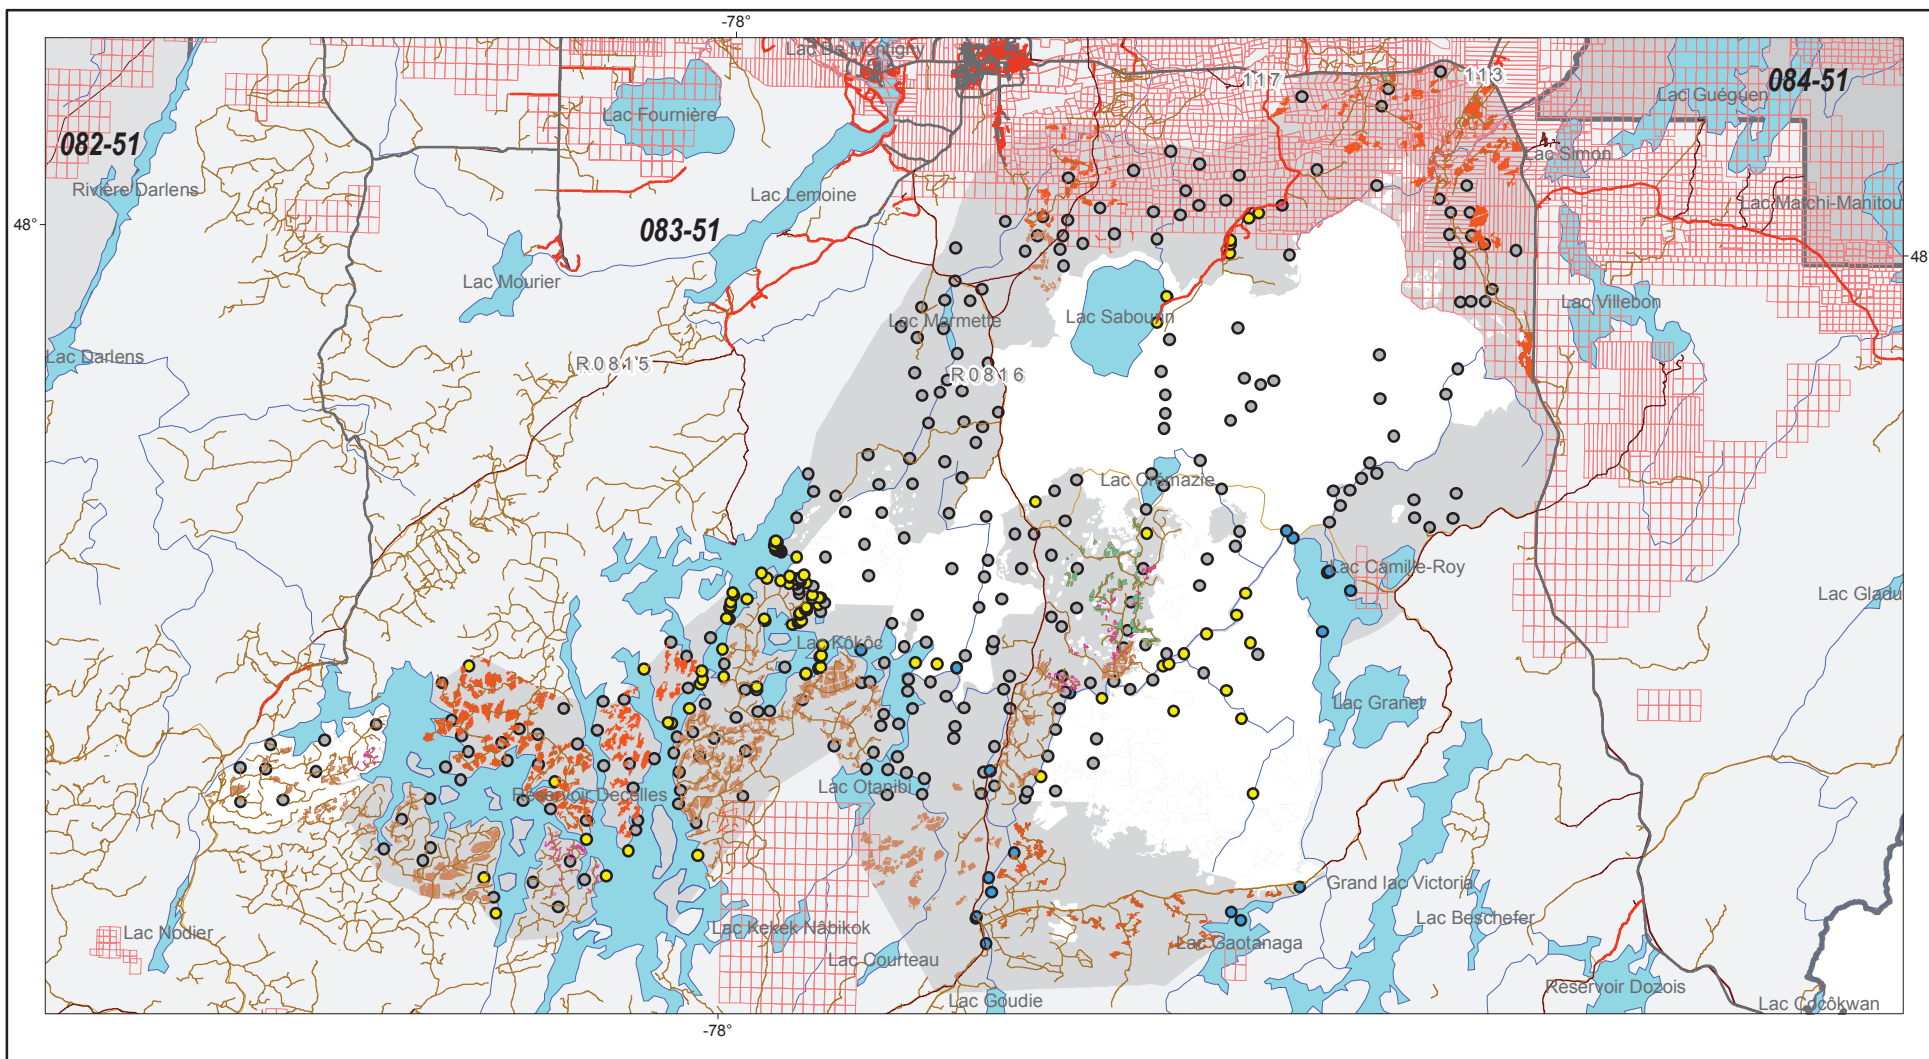 -78°
Lac De Montigny
117
113
084-51
Lac Guéguen
Lac Fournière
082-51
Lac Simon
Rivière Darlens
Lac Lemoine
Lac Matchi-Manitou
48°
083-51
48
Lac Mourier
Lac Villebon
Lac Marmette
Lac Sabourin
Lac Darlens
R0815
R0816
Lac Crémazie
Lac Camille-Roy
Lac Gladu
Lac Kôkôc
Lac Granet
Réservoir Decelles
Lac Otanibi
Grand lac Victoria
Lac Beschefer
Lac Nodier
Lac Kekek Nâbikok
Lac Gaotanaga
Lac Courteau
Réservoir Dozois
Lac Goudie
Lac Cocôkwan
-78°